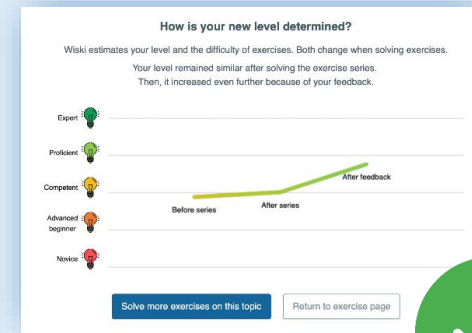 How is your new level determined?
Wiski estimates your level and the difficulty of exercises. Both change when solving exercises.
Your level remained similar after solving the exercise series.
Then, it increased even further because of your feedback.
Expert
Proficient
Competent
Advanced
beginner
Novice
Before series
After series
After feedback
Solve more exercises on this topic
Return to exercise page